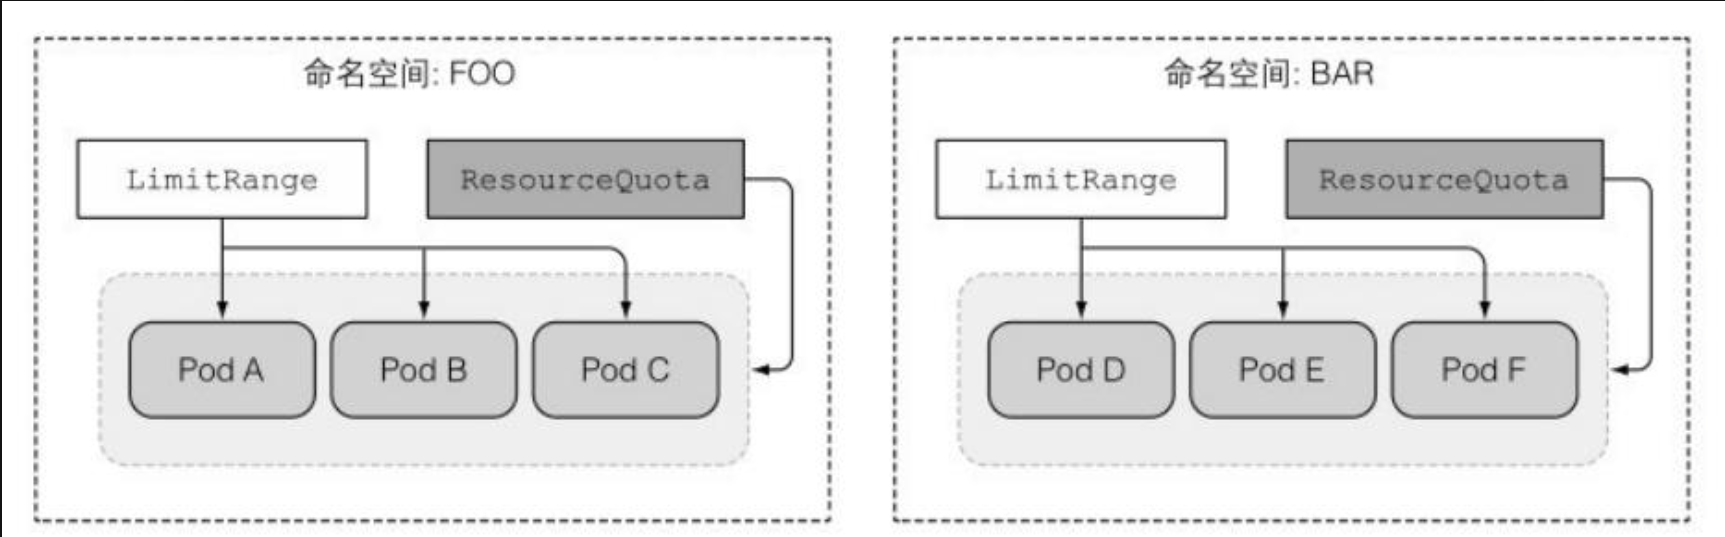 命名空间: FOO
LimitRange
ResourceQuota
Pod A
Pod B
Pod C
命名空间: BAR
LimitRange
ResourceQuota
Pod D
Pod E
Pod F